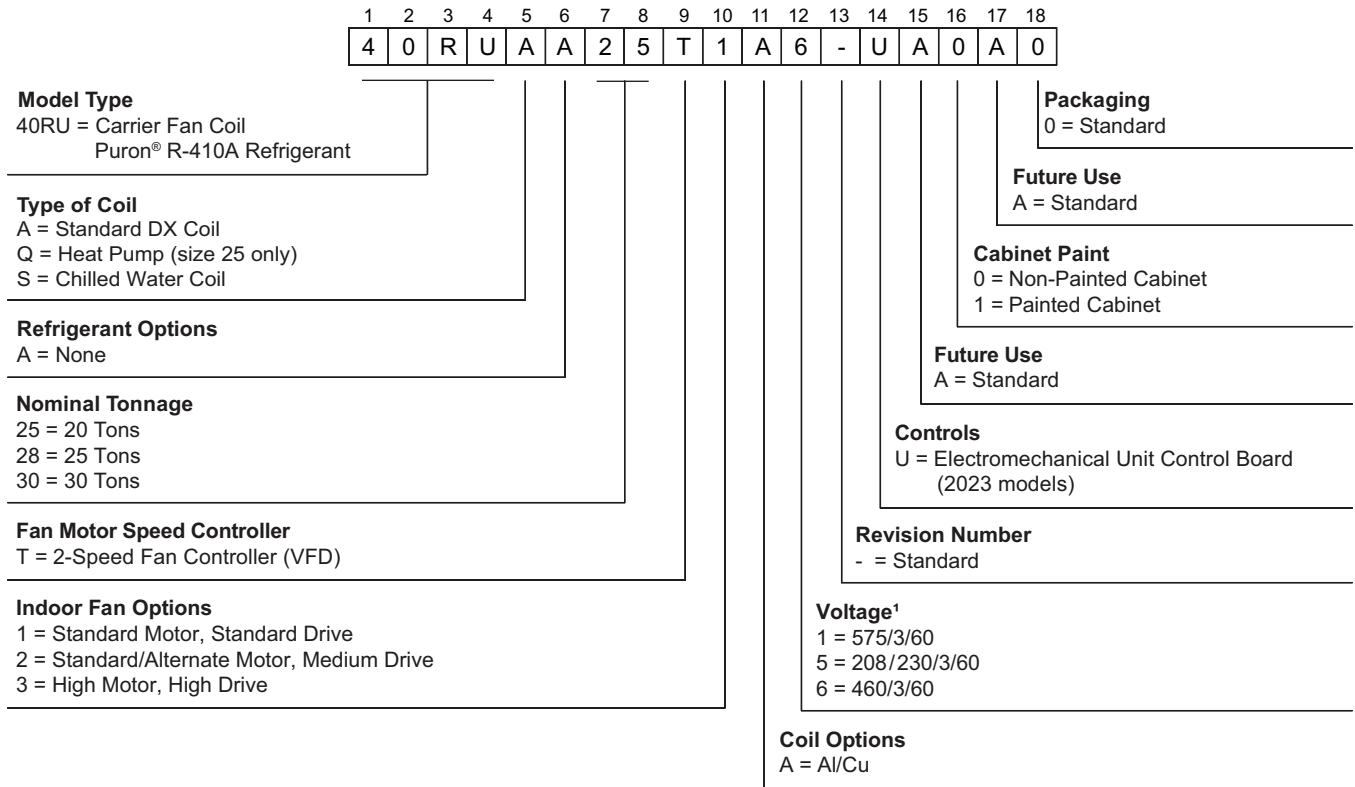 1 2 3 4 5 6 7 8 9 10 11 12 13 14 15 16 17 18
4 0 R U A A 2 5 T 1 A 6 - U A 0 A 0
Model Type
40RU = Carrier Fan Coil
Puron® R-410A Refrigerant
Type of Coil
A = Standard DX Coil
Q = Heat Pump (size 25 only)
S = Chilled Water Coil
Refrigerant Options
A = None
Nominal Tonnage
25 = 20 Tons
28 = 25 Tons
30 = 30 Tons
Fan Motor Speed Controller
T = 2-Speed Fan Controller (VFD)
Indoor Fan Options
1 = Standard Motor, Standard Drive
2 = Standard/Alternate Motor, Medium Drive
3 = High Motor, High Drive
Packaging
0 = Standard
Future Use
A = Standard
Cabinet Paint
0 = Non-Painted Cabinet
1 = Painted Cabinet
Future Use
A = Standard
Controls
U = Electromechanical Unit Control Board
(2023 models)
Revision Number
- = Standard
Voltage¹
1 = 575/3/60
5 = 208/230/3/60
6 = 460/3/60
Coil Options
A = Al/Cu